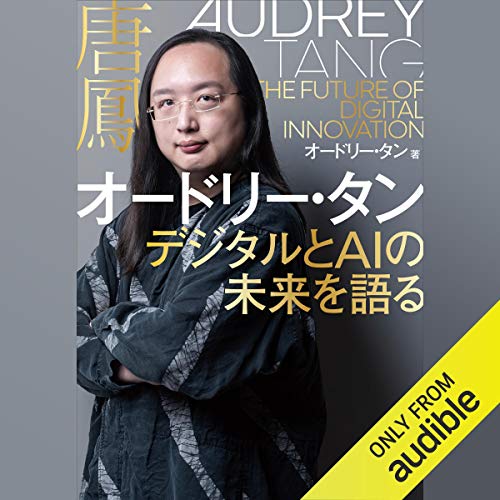 唐鳳
AUDREY
TANG
THE FUTURE OF
DIGITAL
INNOVATION
オードリー・タン 著
オードリー・タン
デジタルとAIの
未来を語る
ONLY FROM
audible